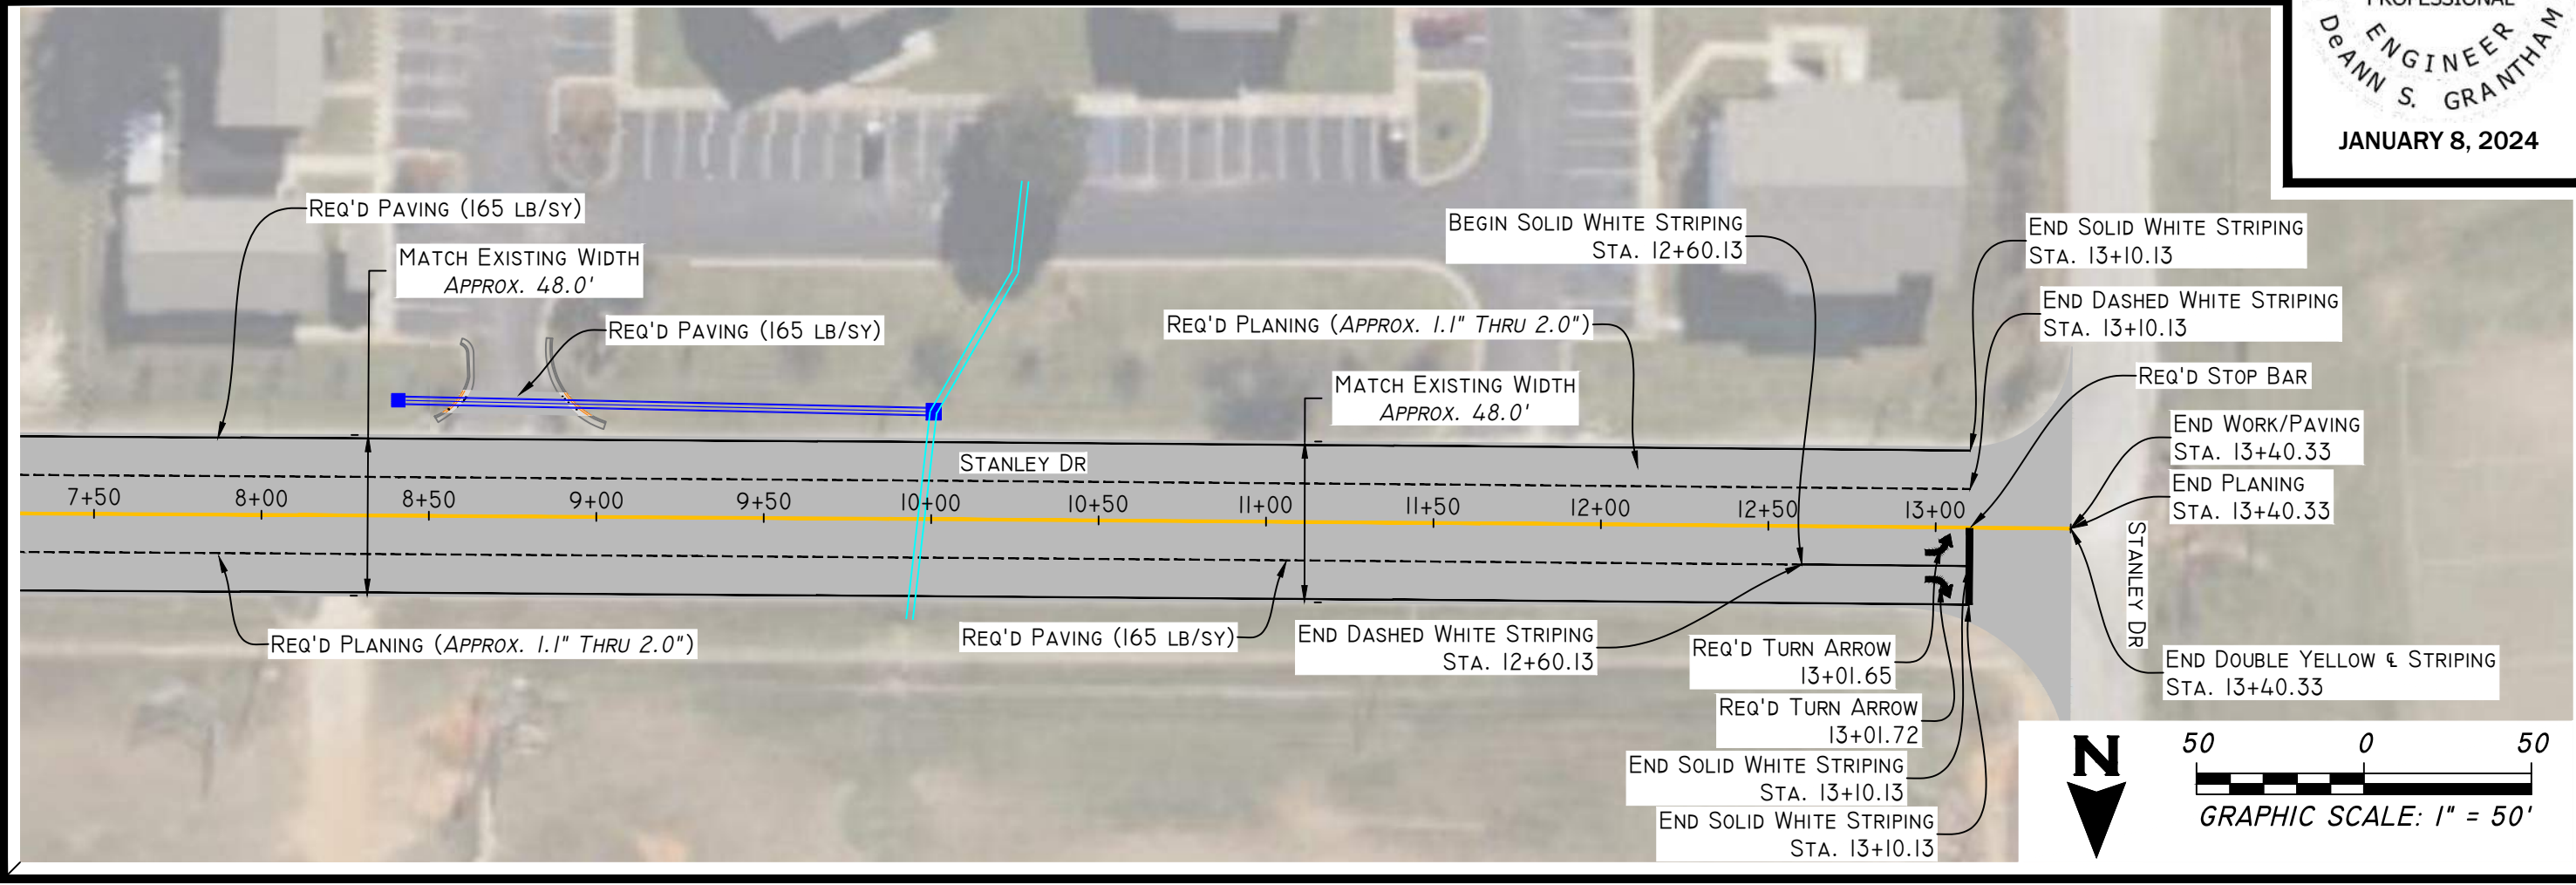 PROFESSIONAL
ENGINEER
DeANN S. GRANTHAM
JANUARY 8, 2024
REQ'D PAVING (165 LB/SY)
MATCH EXISTING WIDTH
APPROX. 48.0'
REQ'D PAVING (165 LB/SY)
BEGIN SOLID WHITE STRIPING
STA. 12+60.13
END SOLID WHITE STRIPING
STA. 13+10.13
REQ'D PLANING (APPROX. 1.1" THRU 2.0")
END DASHED WHITE STRIPING
STA. 13+10.13
MATCH EXISTING WIDTH
APPROX. 48.0'
REQ'D STOP BAR
END WORK/PAVING
STA. 13+40.33
END PLANING
STA. 13+40.33
STANLEY DR
7+50 8+00 8+50 9+00 9+50 10+00 10+50 11+00 11+50 12+00 12+50 13+00
STANLEY DR
REQ'D PLANING (APPROX. 1.1" THRU 2.0")
REQ'D PAVING (165 LB/SY)
END DASHED WHITE STRIPING
STA. 12+60.13
REQ'D TURN ARROW
13+01.65
REQ'D TURN ARROW
13+01.72
END SOLID WHITE STRIPING
STA. 13+10.13
END SOLID WHITE STRIPING
STA. 13+10.13
END DOUBLE YELLOW ℄ STRIPING
STA. 13+40.33
N
50 0 50
GRAPHIC SCALE: 1" = 50'